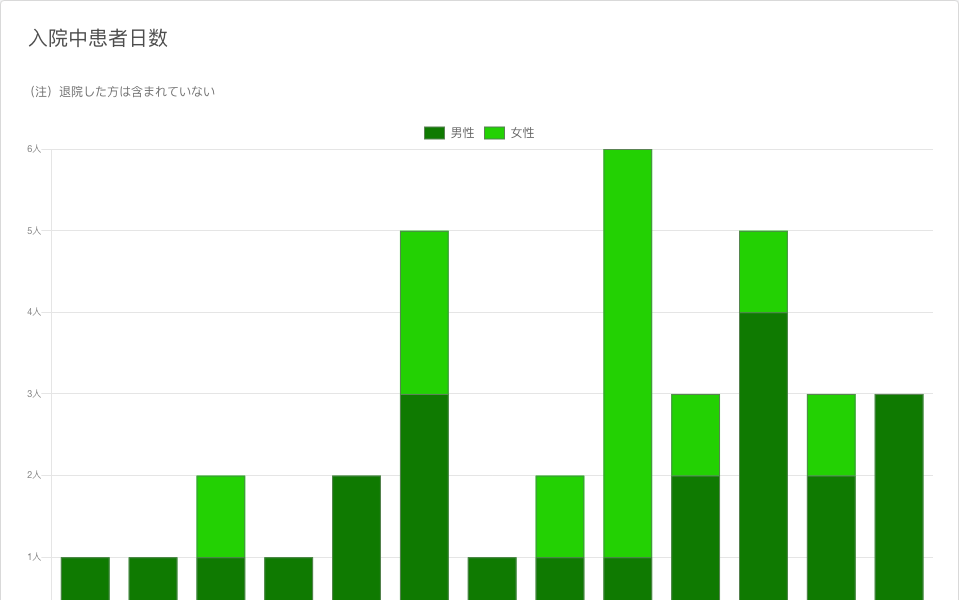 入院中患者日数
（注）退院した方は含まれていない
男性 女性
6人
5人
4人
3人
2人
1人